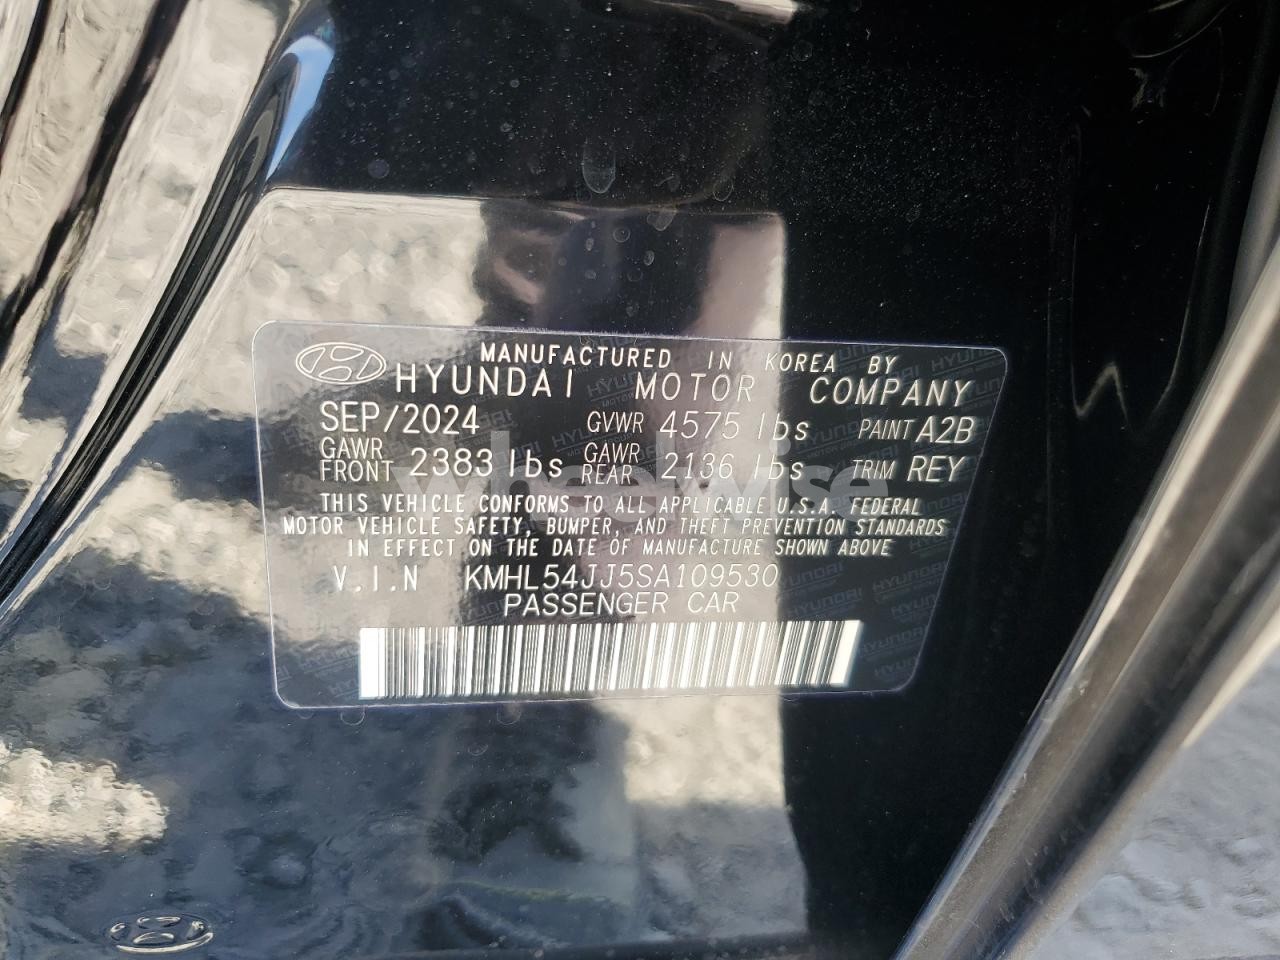 MANUFACTURED IN KOREA BY
HYUNDAI MOTOR COMPANY
SEP/2024 GVWR 4575 lbs PAINT A2B
GAWR FRONT 2383 lbs GAWR REAR 2136 lbs TRIM REY
THIS VEHICLE CONFORMS TO ALL APPLICABLE U.S.A. FEDERAL
MOTOR VEHICLE SAFETY, BUMPER, AND THEFT PREVENTION STANDARDS
IN EFFECT ON THE DATE OF MANUFACTURE SHOWN ABOVE
V.I.N KMHL54JJ5SA109530
PASSENGER CAR
wheelwise